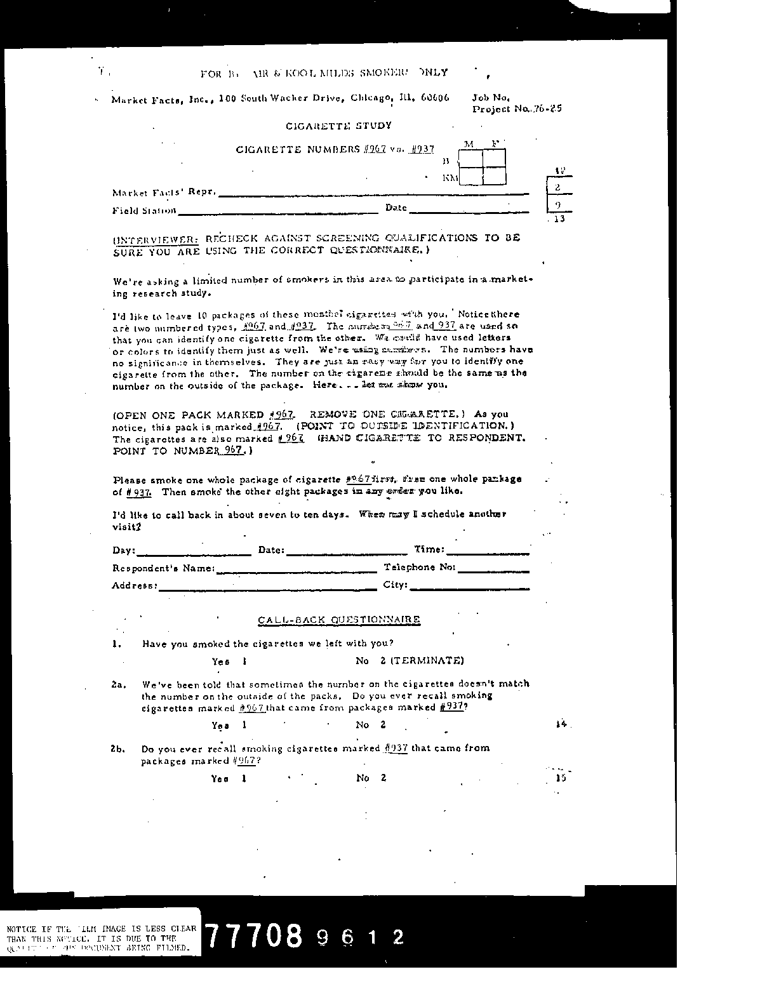 FOR B. AIR & KOOL MILDS SMOKERS ONLY
Market Facts, Inc., 100 South Wacker Drive, Chicago, Ill, 60606 Job No.
Project No. 76-25
CIGARETTE STUDY
CIGARETTE NUMBERS #967 vs. #937
M F
B
KM
12
2
9
13
Market Facts' Repr.
Field Station Date
(INTERVIEWER: RECHECK AGAINST SCREENING QUALIFICATIONS TO BE
SURE YOU ARE USING THE CORRECT QUESTIONNAIRE.)
We're asking a limited number of smokers in this area to participate in a market-
ing research study.
I'd like to leave 10 packages of these menthol cigarettes with you. Notice there
are two numbered types, #967 and #937. The numbers 967 and 937 are used so
that you can identify one cigarette from the other. We could have used letters
or colors to identify them just as well. We're using numbers. The numbers have
no significance in themselves. They are just an easy way for you to identify one
cigarette from the other. The number on the cigarette should be the same as the
number on the outside of the package. Here... let me show you.
(OPEN ONE PACK MARKED #967. REMOVE ONE CIGARETTE.) As you
notice, this pack is marked #967. (POINT TO OUTSIDE IDENTIFICATION.)
The cigarettes are also marked #967. (HAND CIGARETTE TO RESPONDENT.
POINT TO NUMBER 967.)
Please smoke one whole package of cigarette #967 first, then one whole package
of #937. Then smoke the other eight packages in any order you like.
I'd like to call back in about seven to ten days. When may I schedule another
visit?
Day: Date: Time:
Respondent's Name: Telephone No:
Address: City:
CALL-BACK QUESTIONNAIRE
1. Have you smoked the cigarettes we left with you?
Yes 1 No 2 (TERMINATE)
2a. We've been told that sometimes the number on the cigarettes doesn't match
the number on the outside of the packs. Do you ever recall smoking
cigarettes marked #967 that came from packages marked #937?
Yes 1 No 2 14
2b. Do you ever recall smoking cigarettes marked #937 that came from
packages marked #967?
Yes 1 No 2 15
NOTICE IF THE FILM IMAGE IS LESS CLEAR
THAN THIS NOTICE, IT IS DUE TO THE
QUALITY OF THE DOCUMENT BEING FILMED.
77708 9612